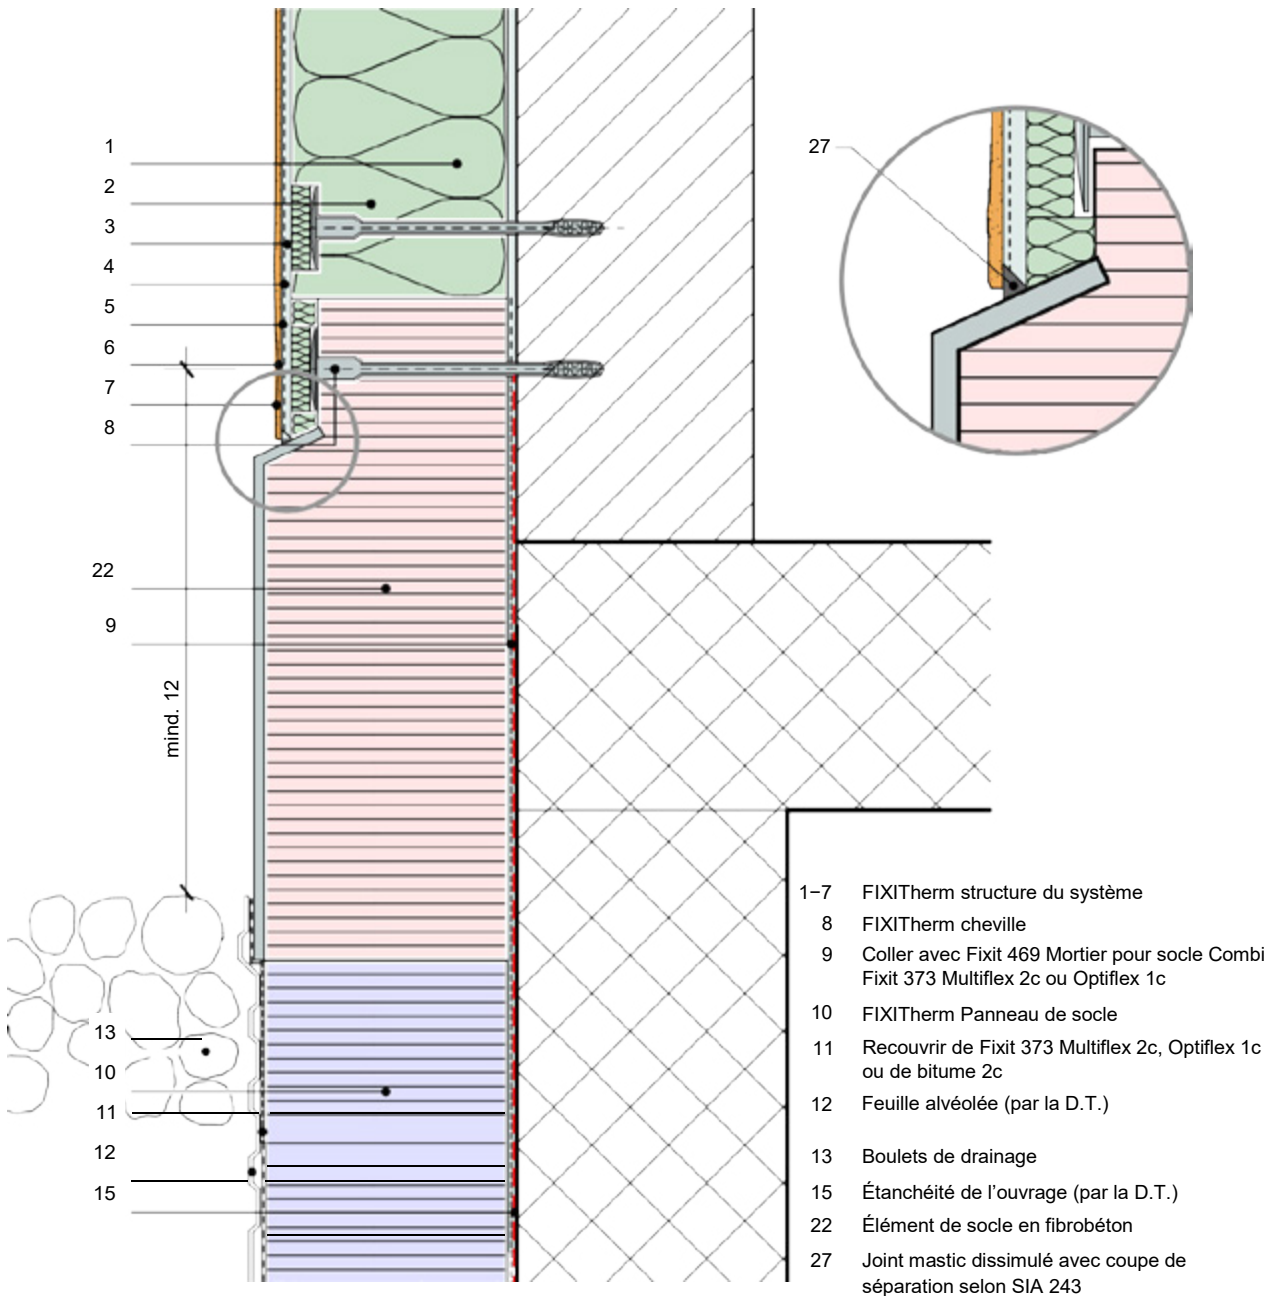 1
2
3
4
5
6
7
8
22
9
mind. 12
13
10
11
12
15
27
1–7 FIXITherm structure du système
8 FIXITherm cheville
9 Coller avec Fixit 469 Mortier pour socle Combi
Fixit 373 Multiflex 2c ou Optiflex 1c
10 FIXITherm Panneau de socle
11 Recouvrir de Fixit 373 Multiflex 2c, Optiflex 1c
ou de bitume 2c
12 Feuille alvéolée (par la D.T.)
13 Boulets de drainage
15 Étanchéité de l’ouvrage (par la D.T.)
22 Élément de socle en fibrobéton
27 Joint mastic dissimulé avec coupe de
séparation selon SIA 243